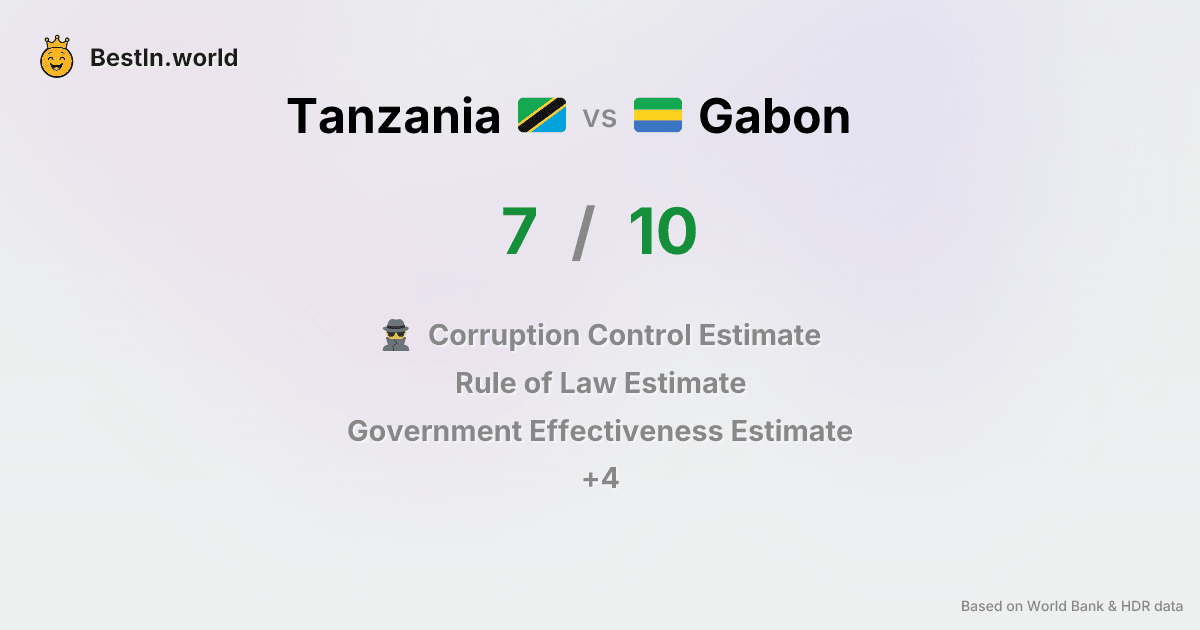 BestIn.world
Tanzania vs Gabon
7 / 10
Corruption Control Estimate
Rule of Law Estimate
Government Effectiveness Estimate
+4
Based on World Bank & HDR data